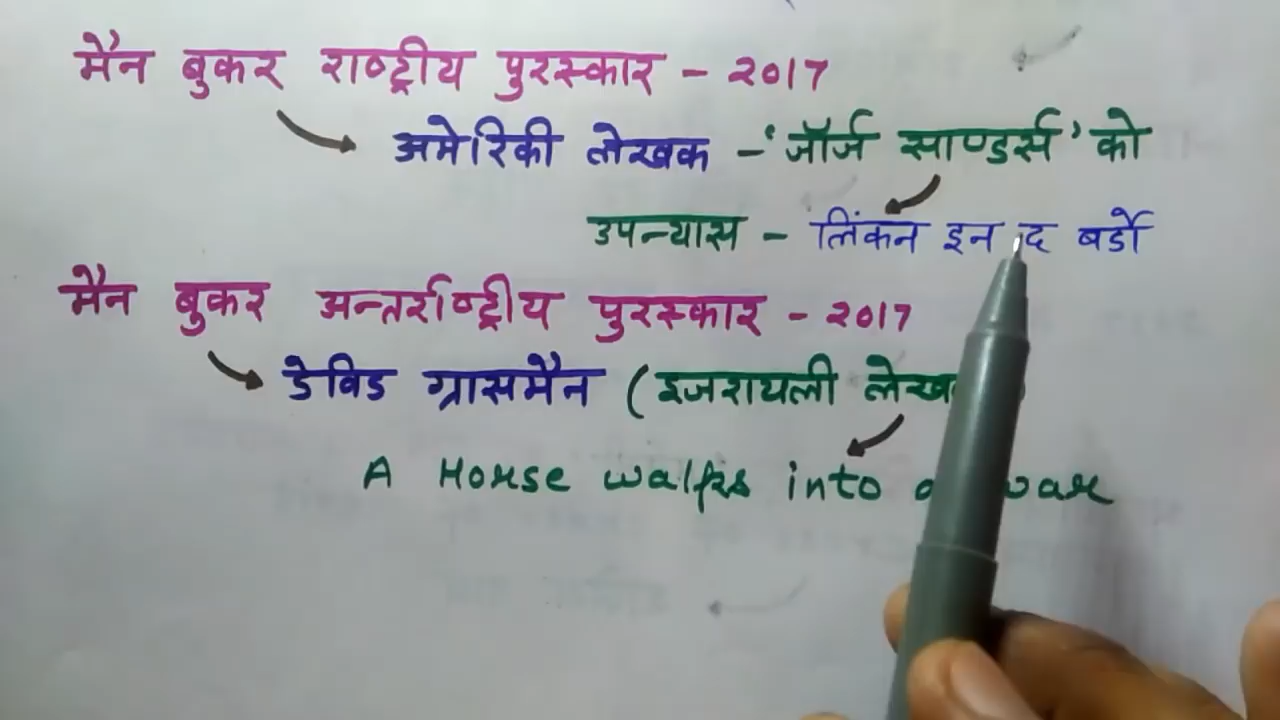 मैन बुकर राष्ट्रीय पुरस्कार - 2017
अमेरिकी लेखक - 'जॉर्ज साण्डर्स' को
उपन्यास - लिंकन इन द बर्डो
मैन बुकर अन्तर्राष्ट्रीय पुरस्कार - 2017
डेविड ग्रासमैन (इजरायली
A Horse walks into